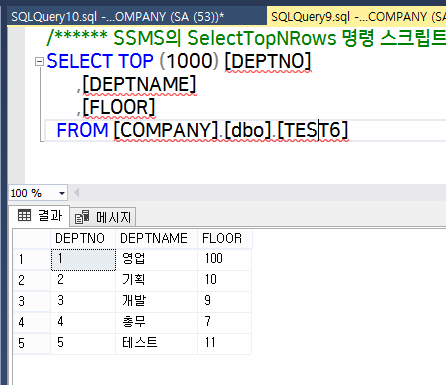 SQLQuery10.sql -...OMPANY (SA (53))* SQLQuery9.sql -...COMPANY (SA
/****** SSMS의 SelectTopNRows 명령 스크립트
SELECT TOP (1000) [DEPTNO]
,[DEPTNAME]
,[FLOOR]
FROM [COMPANY].[dbo].[TEST6]
100 %
결과 메시지
DEPTNO DEPTNAME FLOOR
1 1 영업 100
2 2 기획 10
3 3 개발 9
4 4 총무 7
5 5 테스트 11